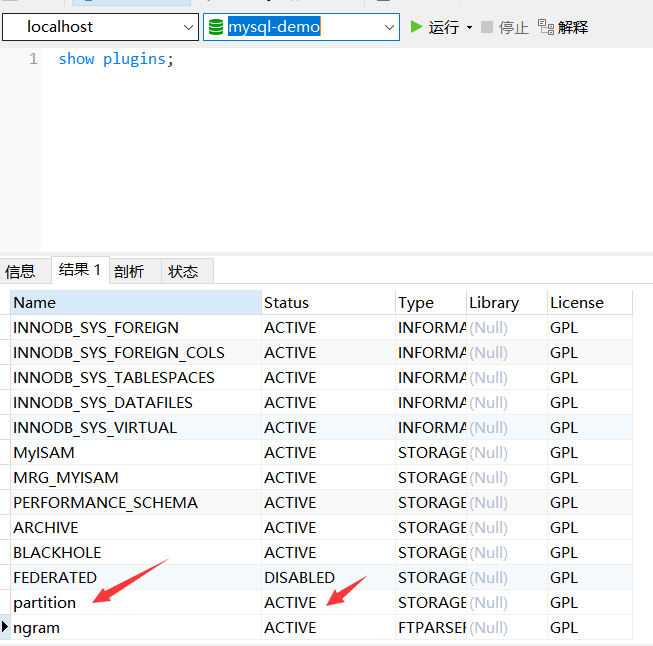 localhost mysql-demo 运行 停止 解释
1 show plugins;
信息 结果 1 剖析 状态
Name Status Type Library License
INNODB_SYS_FOREIGN ACTIVE INFORMA (Null) GPL
INNODB_SYS_FOREIGN_COLS ACTIVE INFORMA (Null) GPL
INNODB_SYS_TABLESPACES ACTIVE INFORMA (Null) GPL
INNODB_SYS_DATAFILES ACTIVE INFORMA (Null) GPL
INNODB_SYS_VIRTUAL ACTIVE INFORMA (Null) GPL
MyISAM ACTIVE STORAGE (Null) GPL
MRG_MYISAM ACTIVE STORAGE (Null) GPL
PERFORMANCE_SCHEMA ACTIVE STORAGE (Null) GPL
ARCHIVE ACTIVE STORAGE (Null) GPL
BLACKHOLE ACTIVE STORAGE (Null) GPL
FEDERATED DISABLED STORAGE (Null) GPL
partition ACTIVE STORAGE (Null) GPL
ngram ACTIVE FTPARSER (Null) GPL